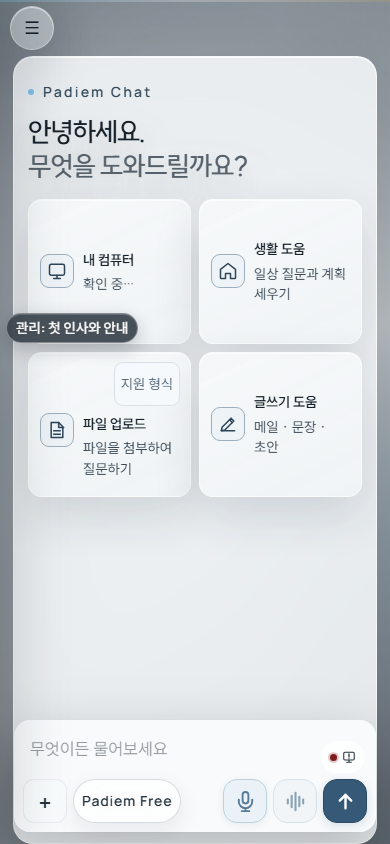 Padiem Chat
안녕하세요.
무엇을 도와드릴까요?
내 컴퓨터
확인 중…
생활 도움
일상 질문과 계획
세우기
관리: 첫 인사와 안내
지원 형식
파일 업로드
파일을 첨부하여
질문하기
글쓰기 도움
메일 · 문장 ·
초안
무엇이든 물어보세요
+
Padiem Free